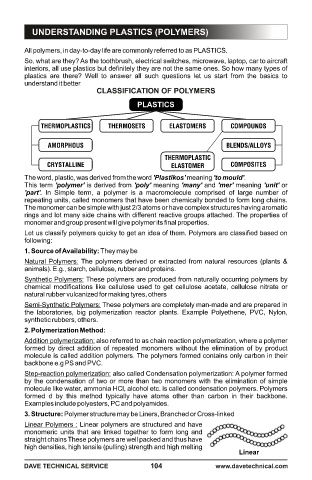 UNDERSTANDING PLASTICS (POLYMERS)
All polymers, in day-to-day life are commonly referred to as PLASTICS.
So, what are they? As the toothbrush, electrical switches, microwave, laptop, car to aircraft
interiors, all use plastics but definitely they are not the same ones. So how many types of
plastics are there? Well to answer all such questions let us start from the basics to
understand it better
CLASSIFICATION OF POLYMERS
PLASTICS
THERMOPLASTICS THERMOSETS ELASTOMERS COMPOUNDS
AMORPHOUS BLENDS/ALLOYS
CRYSTALLINE THERMOPLASTIC ELASTOMER COMPOSITES
The word, plastic, was derived from the word 'Plastikos' meaning 'to mould'.
This term 'polymer' is derived from 'poly' meaning 'many' and 'mer' meaning 'unit' or
'part'. In Simple term, a polymer is a macromolecule comprised of large number of
repeating units, called monomers that have been chemically bonded to form long chains.
The monomer can be simple with just 2/3 atoms or have complex structures having aromatic
rings and lot many side chains with different reactive groups attached. The properties of
monomer and group present will give polymer its final properties.
Let us classify polymers quicky to get an idea of them. Polymers are classified based on
following:
1. Source of Availability: They may be
Natural Polymers: The polymers derived or extracted from natural resources (plants &
animals). E.g., starch, cellulose, rubber and proteins.
Synthetic Polymers: These polymers are produced from naturally occurring polymers by
chemical modifications like cellulose used to get cellulose acetate, cellulose nitrate or
natural rubber vulcanized for making tyres, others
Semi-Synthetic Polymers: These polymers are completely man-made and are prepared in
the laboratories, big polymerization reactor plants. Example Polyethene, PVC, Nylon,
synthetic rubbers, others.
2. Polymerization Method:
Addition polymerization: also referred to as chain reaction polymerization, where a polymer
formed by direct addition of repeated monomers without the elimination of by product
molecule is called addition polymers. The polymers formed contains only carbon in their
backbone e.g PS and PVC.
Step-reaction polymerization: also called Condensation polymerization: A polymer formed
by the condensation of two or more than two monomers with the elimination of simple
molecule like water, ammonia HCL alcohol etc. is called condensation polymers. Polymers
formed d by this method typically have atoms other than carbon in their backbone.
Examples include polyesters, PC and polyamides.
3. Structure: Polymer structure may be Liners, Branched or Cross-linked
Linear Polymers : Linear polymers are structured and have
monomeric units that are linked together to form long and
straight chains These polymers are well packed and thus have
high densities, high tensile (pulling) strength and high melting
Linear
DAVE TECHNICAL SERVICE 104 www.davetechnical.com